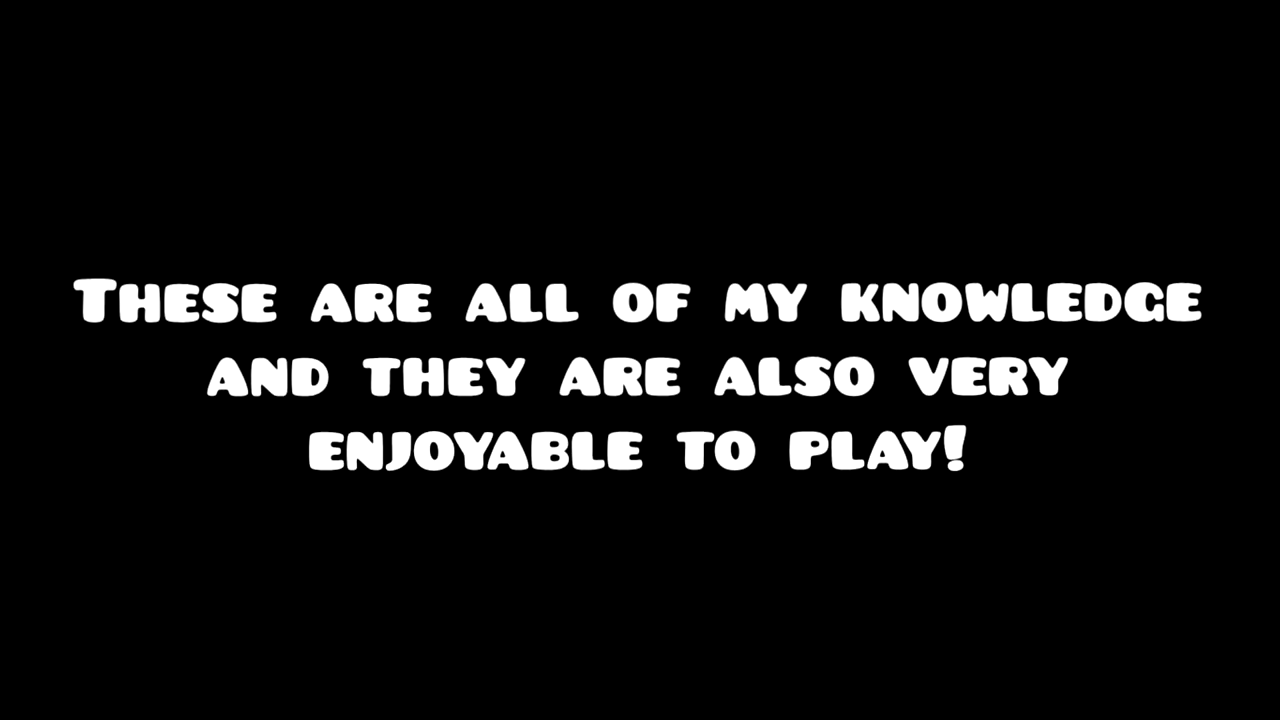 These are all of my knowledge
and they are also very
enjoyable to play!